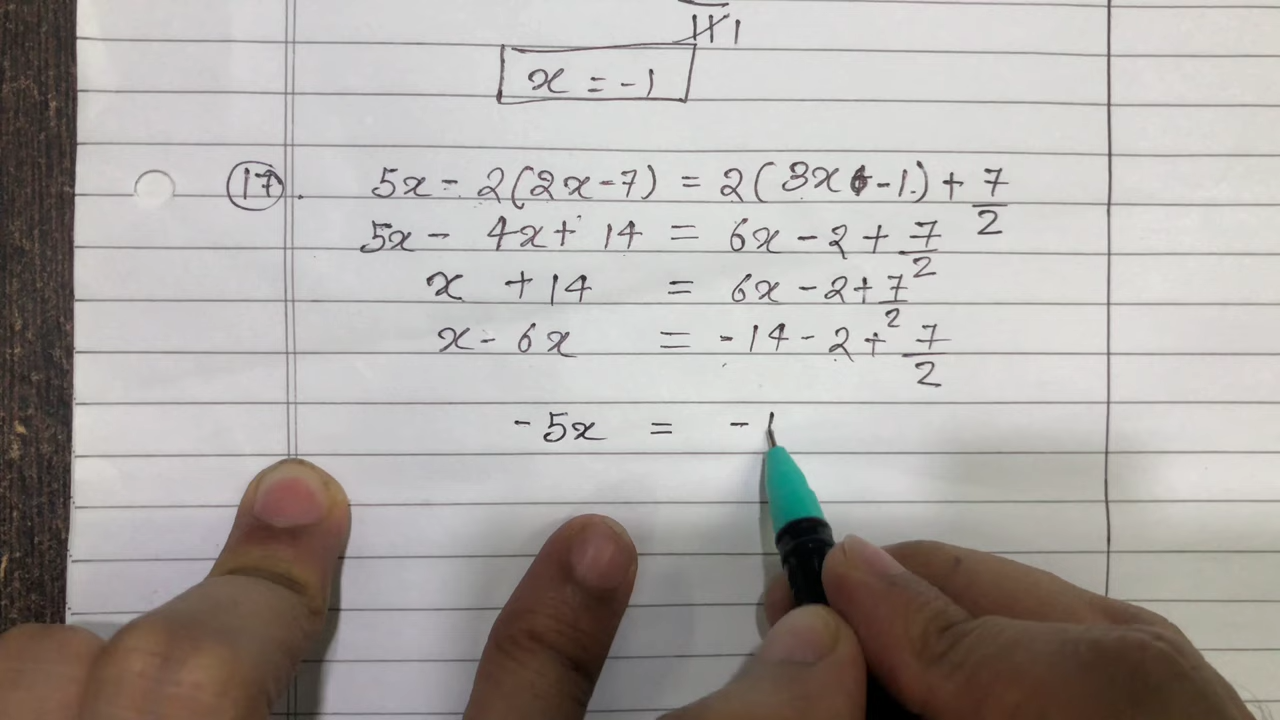 1
x = -1
17. 5x - 2(2x-7) = 2(3x-1) + 7/2
5x - 4x + 14 = 6x - 2 + 7/2
x + 14 = 6x - 2 + 7/2
x - 6x = -14 - 2 + 7/2
-5x = -1